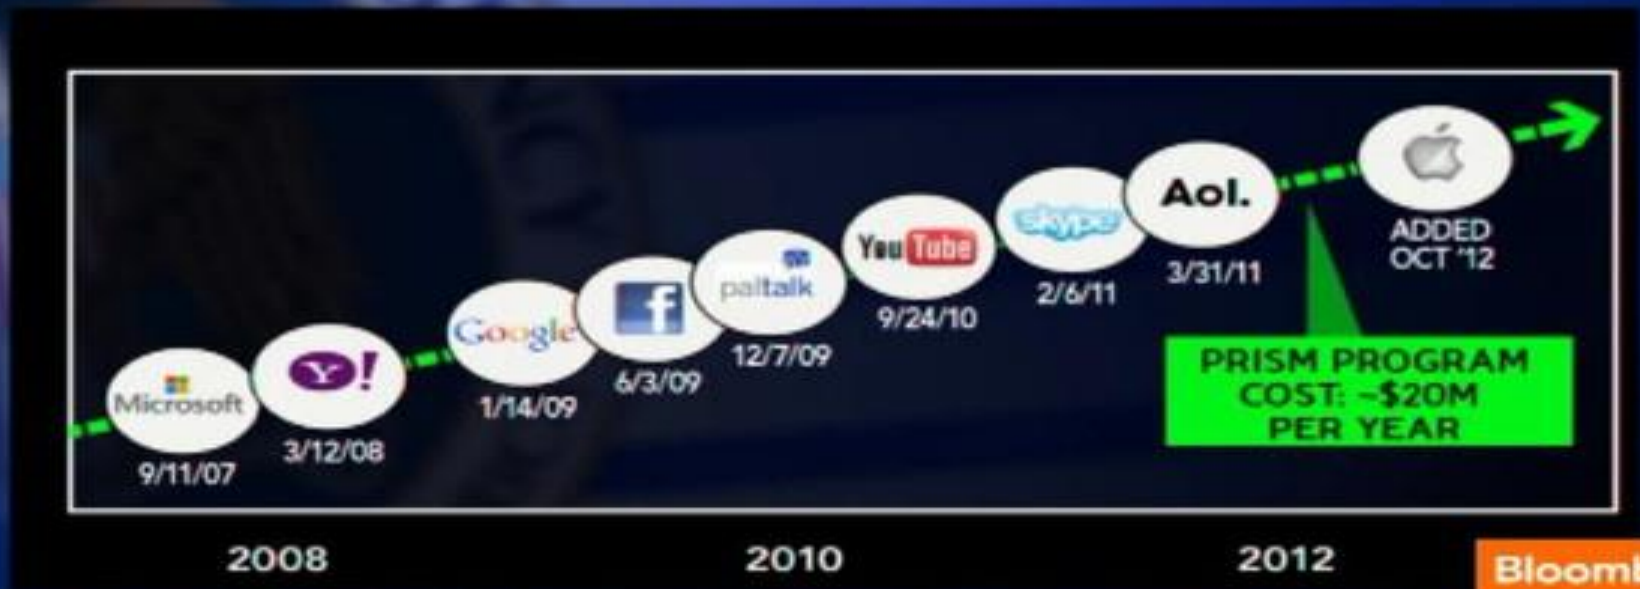 Microsoft
9/11/07
Y!
3/12/08
Google
1/14/09
f
6/3/09
paltalk
12/7/09
You Tube
9/24/10
skype
2/6/11
Aol.
3/31/11
ADDED
OCT '12
PRISM PROGRAM
COST: ~$20M
PER YEAR
2008
2010
2012